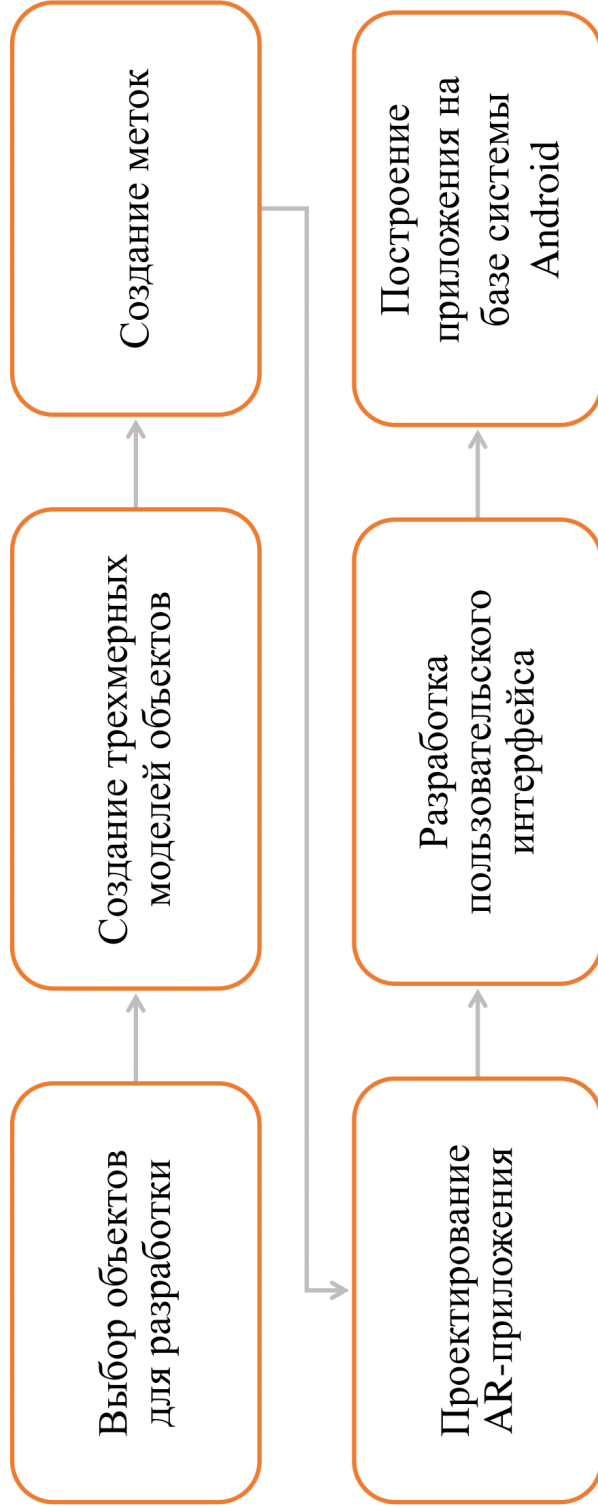 Выбор объектов
для разработки
Создание трехмерных
моделей объектов
Создание меток
Проектирование
AR-приложения
Разработка
пользовательского
интерфейса
Построение
приложения на
базе системы
Android